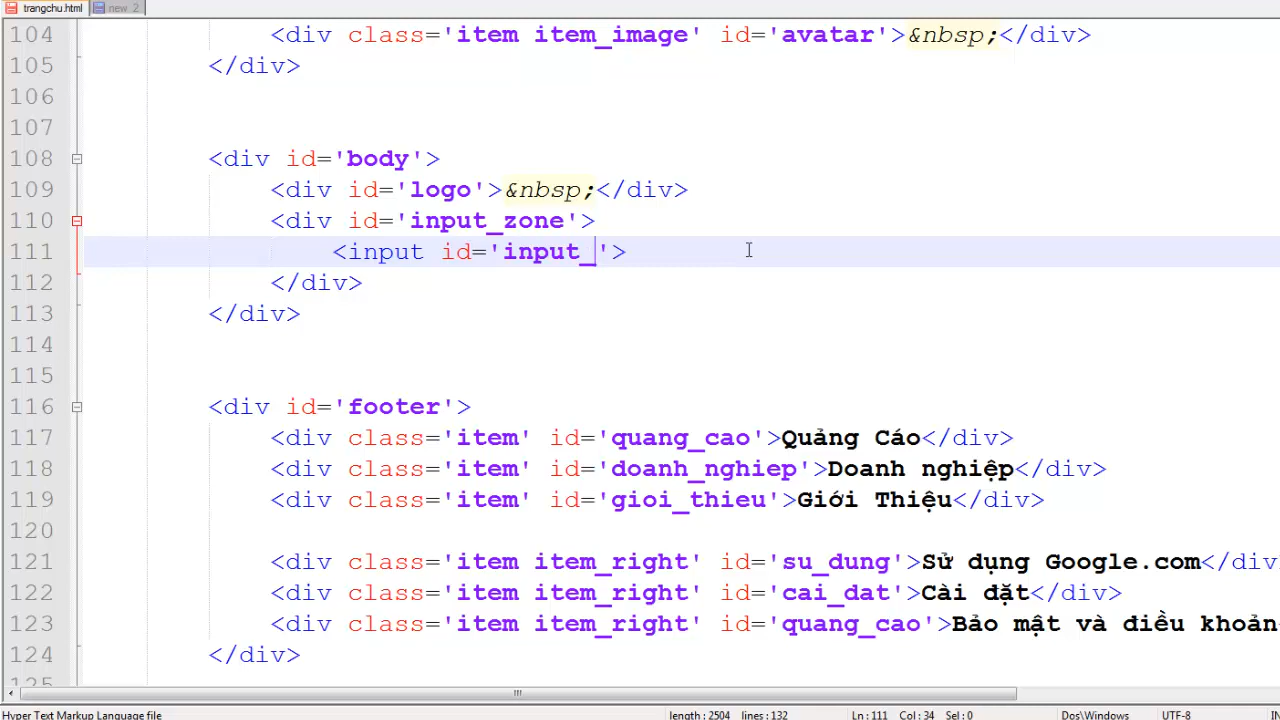 trangchu.html new 2
104 <div class='item item_image' id='avatar'>&nbsp;</div>
105 </div>
106
107
108 <div id='body'>
109 <div id='logo'>&nbsp;</div>
110 <div id='input_zone'>
111 <input id='input_'>
112 </div>
113 </div>
114
115
116 <div id='footer'>
117 <div class='item' id='quang_cao'>Quảng Cáo</div>
118 <div class='item' id='doanh_nghiep'>Doanh nghiệp</div>
119 <div class='item' id='gioi_thieu'>Giới Thiệu</div>
120
121 <div class='item item_right' id='su_dung'>Sử dụng Google.com</div
122 <div class='item item_right' id='cai_dat'>Cài đặt</div>
123 <div class='item item_right' id='quang_cao'>Bảo mật và điều khoản
124 </div>
125
Hyper Text Markup Language file length : 2504 lines : 132 Ln : 111 Col : 34 Sel : 0 Dos\Windows UTF-8 IN